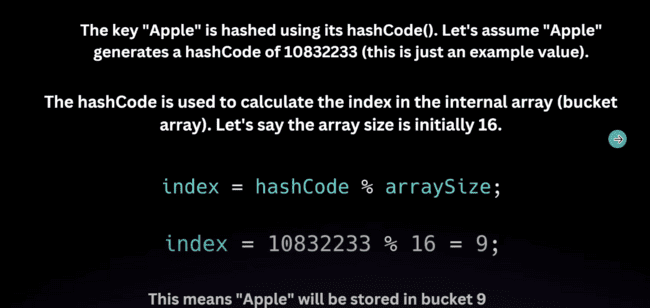 The key "Apple" is hashed using its hashCode(). Let's assume "Apple"
generates a hashCode of 10832233 (this is just an example value).
The hashCode is used to calculate the index in the internal array (bucket
array). Let's say the array size is initially 16.
index = hashCode % arraySize;
index = 10832233 % 16 = 9;
This means "Apple" will be stored in bucket 9